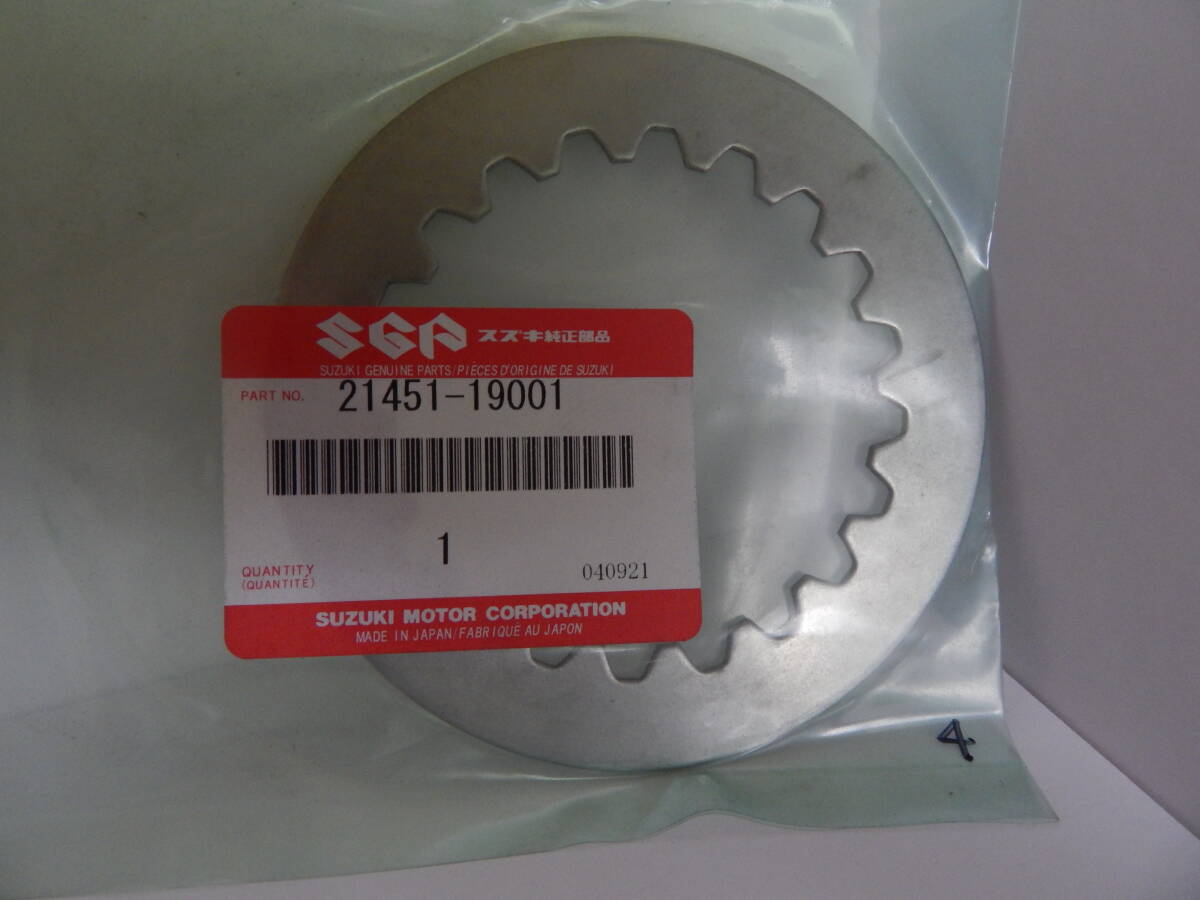 SGP スズキ純正部品
SUZUKI GENUINE PARTS/PIÈCES D'ORIGINE DE SUZUKI
PART NO. 21451-19001
1
QUANTITY
(QUANTITÉ)
040921
SUZUKI MOTOR CORPORATION
MADE IN JAPAN/FABRIQUE AU JAPON
4.